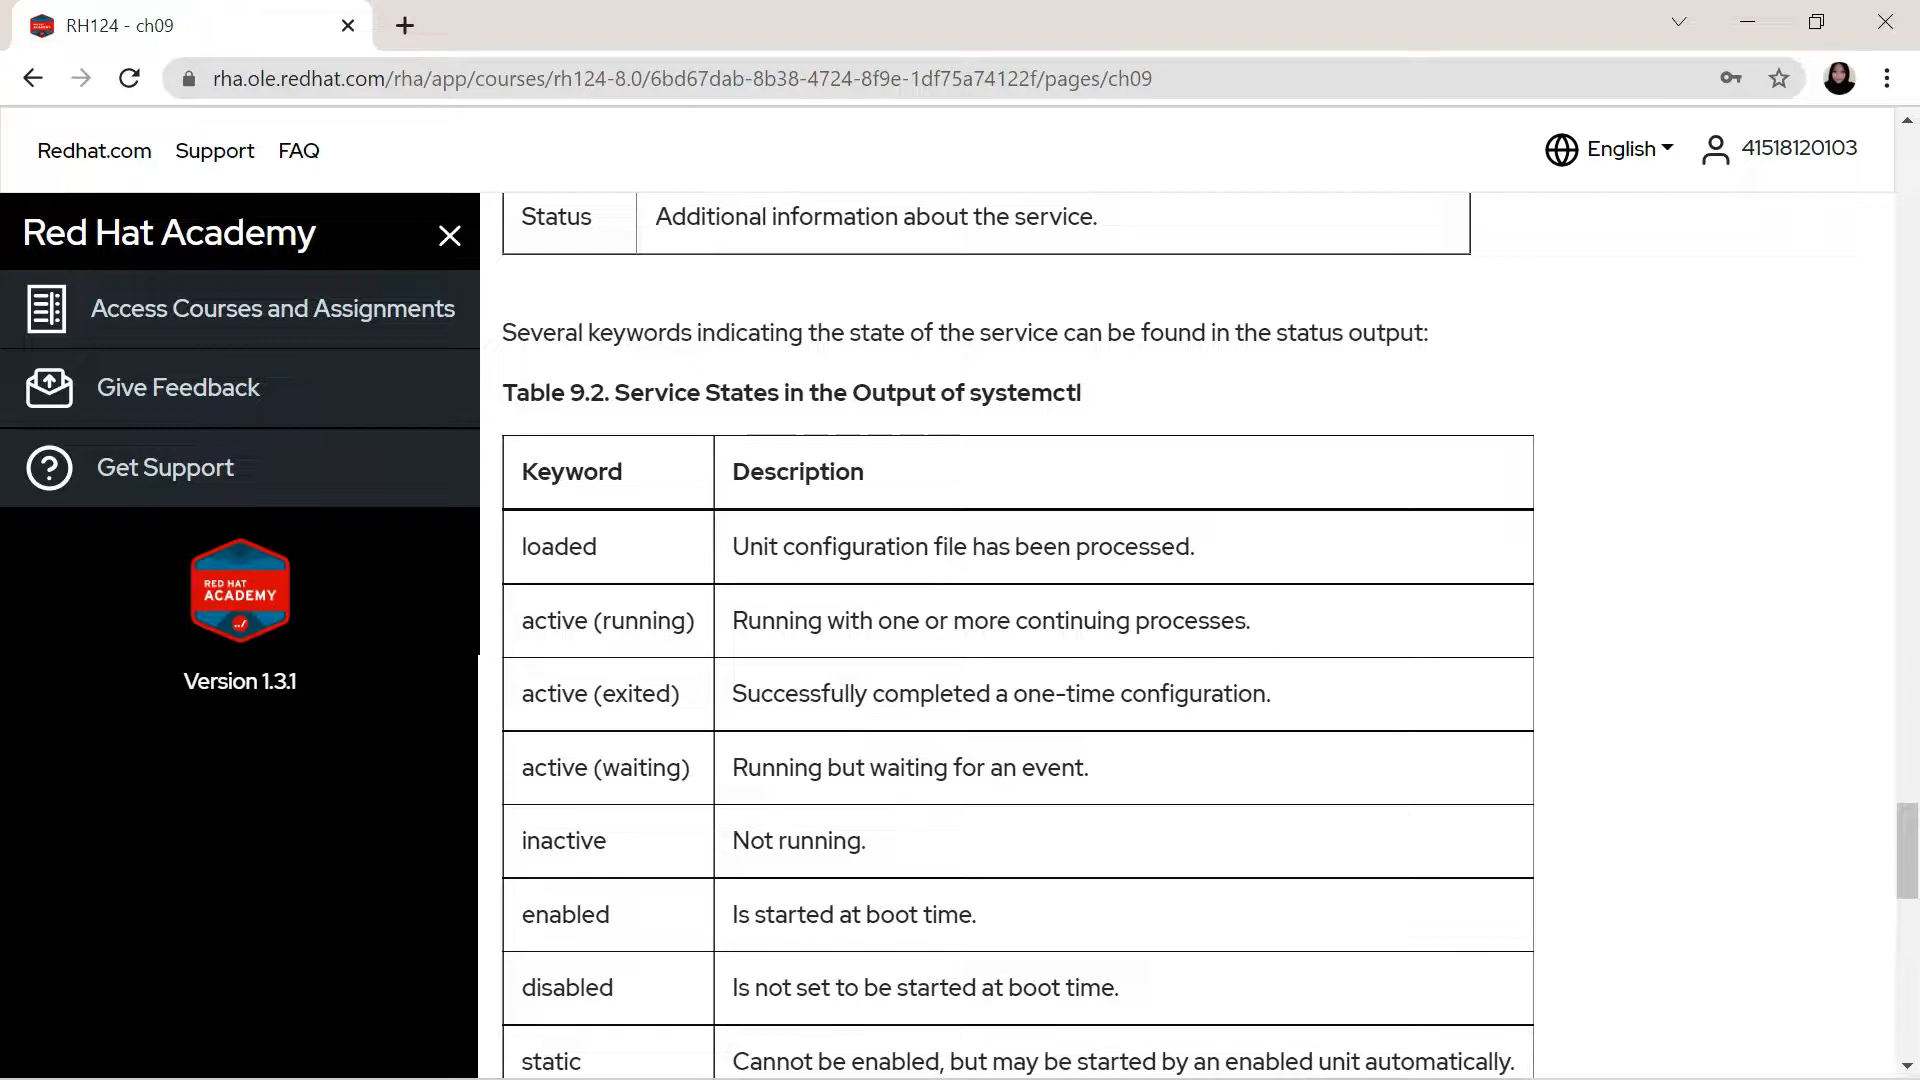 RH124 - ch09
rha.ole.redhat.com/rha/app/courses/rh124-8.0/6bd67dab-8b38-4724-8f9e-1df75a74122f/pages/ch09
Redhat.com Support FAQ
English 41518120103
Red Hat Academy
Access Courses and Assignments
Give Feedback
Get Support
RED HAT
ACADEMY
Version 1.3.1
Status Additional information about the service.
Several keywords indicating the state of the service can be found in the status output:
Table 9.2. Service States in the Output of systemctl
Keyword Description
loaded Unit configuration file has been processed.
active (running) Running with one or more continuing processes.
active (exited) Successfully completed a one-time configuration.
active (waiting) Running but waiting for an event.
inactive Not running.
enabled Is started at boot time.
disabled Is not set to be started at boot time.
static Cannot be enabled, but may be started by an enabled unit automatically.